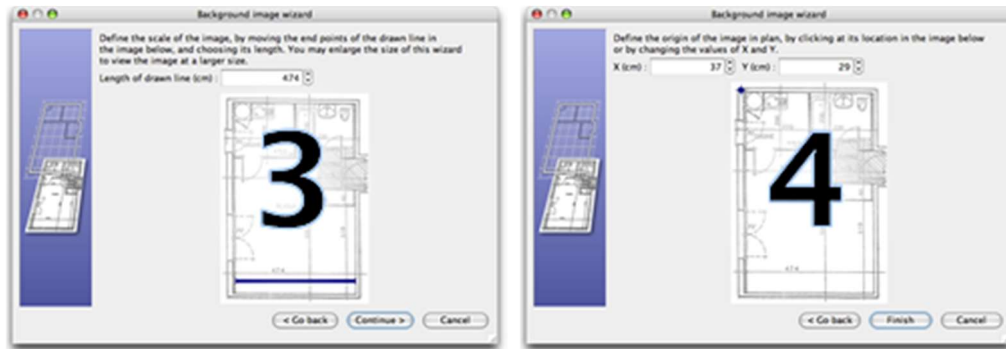 Background image wizard
Define the scale of the image, by moving the end points of the drawn line in
the image below, and choosing its length. You may enlarge the size of this wizard
to view the image at a larger size.
Length of drawn line (cm) : 474
3
474
< Go back Continue > Cancel
Background image wizard
Define the origin of the image in plan, by clicking at its location in the image below
or by changing the values of X and Y.
X (cm) : 37 Y (cm) : 29
4
474
< Go back Finish Cancel